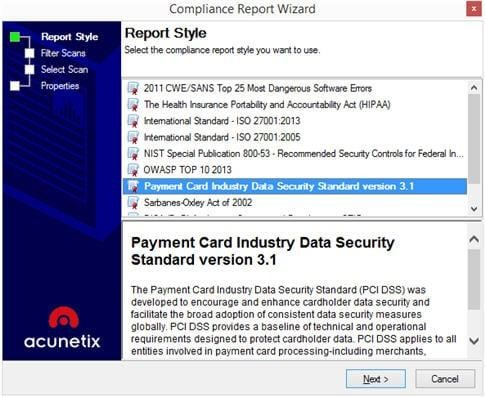 Compliance Report Wizard
x
Report Style
Filter Scans
Select Scan
Properties
Report Style
Select the compliance report style you want to use.
2011 CWE/SANS Top 25 Most Dangerous Software Errors
The Health Insurance Portability and Accountability Act (HIPAA)
International Standard - ISO 27001:2013
International Standard - ISO 27001:2005
NIST Special Publication 800-53 - Recommended Security Controls for Federal In...
OWASP TOP 10 2013
Payment Card Industry Data Security Standard version 3.1
Sarbanes-Oxley Act of 2002
Payment Card Industry Data Security
Standard version 3.1
The Payment Card Industry Data Security Standard (PCI DSS) was
developed to encourage and enhance cardholder data security and
facilitate the broad adoption of consistent data security measures
globally. PCI DSS provides a baseline of technical and operational
requirements designed to protect cardholder data. PCI DSS applies to all
entities involved in payment card processing-including merchants,
acunetix
Next >
Cancel